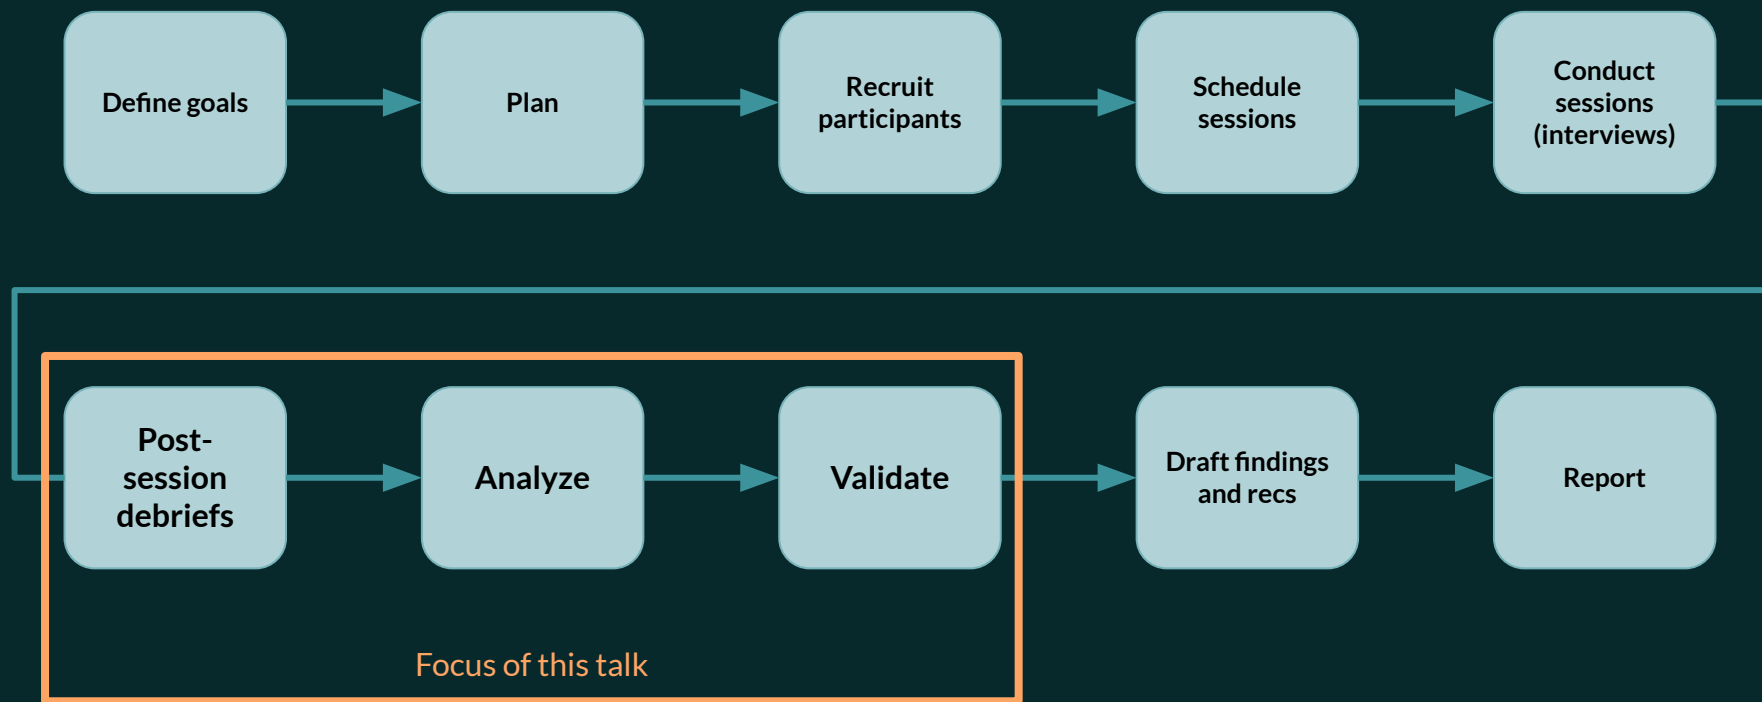 Define goals
Plan
Recruit
participants
Schedule
sessions
Conduct
sessions
(interviews)
Post-
session
debriefs
Analyze
Validate
Draft findings
and recs
Report
Focus of this talk